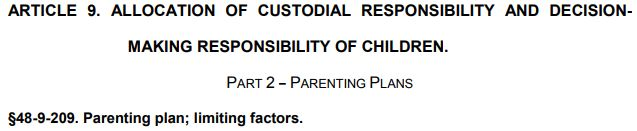 ARTICLE 9. ALLOCATION OF CUSTODIAL RESPONSIBILITY AND DECISION-
MAKING RESPONSIBILITY OF CHILDREN.
PART 2 – PARENTING PLANS
§48-9-209. Parenting plan; limiting factors.